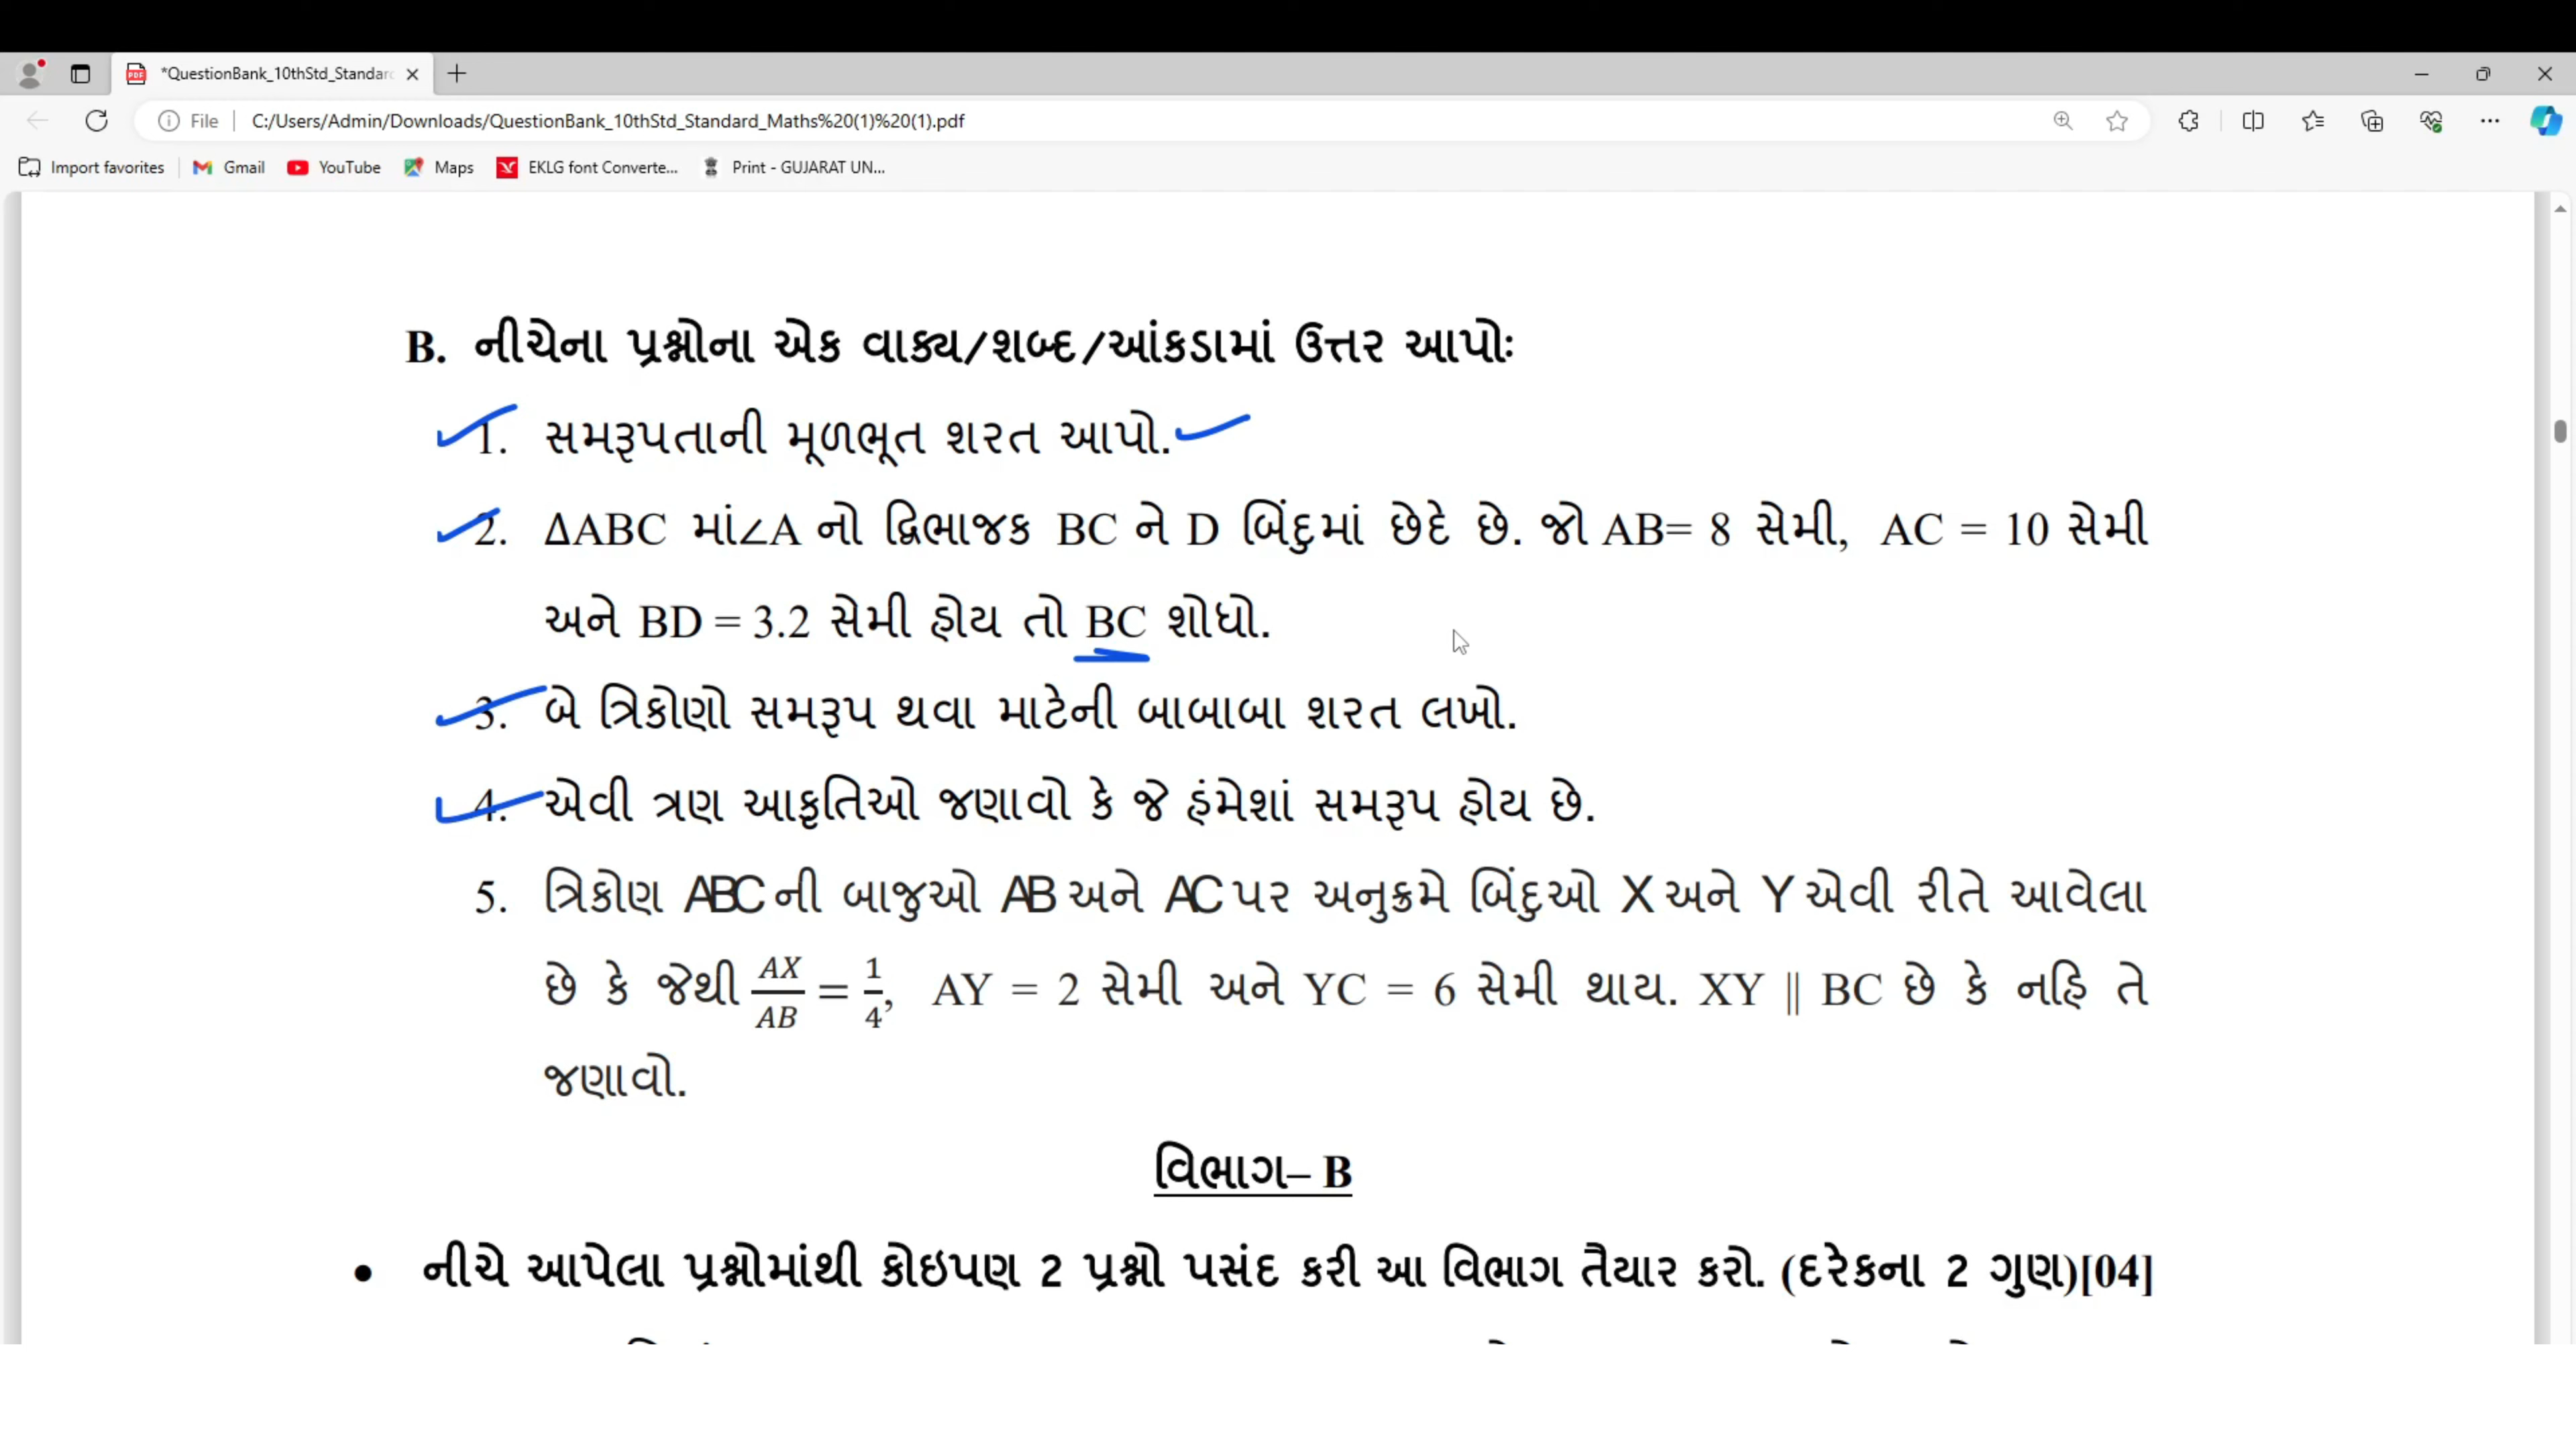 *QuestionBank_10thStd_Standard
File
C:/Users/Admin/Downloads/QuestionBank_10thStd_Standard_Maths%20(1)%20(1).pdf
Import favorites Gmail YouTube Maps EKLG font Converte... Print - GUJARAT UN...
B. નીચેના પ્રશ્નોના એક વાક્ય/શબ્દ/આંકડામાં ઉત્તર આપોઃ
1. સમરૂપતાની મૂળભૂત શરત આપો.
2. ΔABC માં∠A નો દ્વિભાજક BC ને D બિંદુમાં છેદે છે. જો AB= 8 સેમી, AC = 10 સેમી
અને BD = 3.2 સેમી હોય તો BC શોધો.
3. બે ત્રિકોણો સમરૂપ થવા માટેની બાબાબા શરત લખો.
4. એવી ત્રણ આકૃતિઓ જણાવો કે જે હંમેશાં સમરૂપ હોય છે.
5. ત્રિકોણ ABC ની બાજુઓ AB અને AC પર અનુક્રમે બિંદુઓ X અને Y એવી રીતે આવેલા
છે કે જેથી AX/AB = 1/4, AY = 2 સેમી અને YC = 6 સેમી થાય. XY || BC છે કે નહિ તે
જણાવો.
વિભાગ– B
• નીચે આપેલા પ્રશ્નોમાંથી કોઇપણ 2 પ્રશ્નો પસંદ કરી આ વિભાગ તૈયાર કરો. (દરેકના 2 ગુણ)[04]